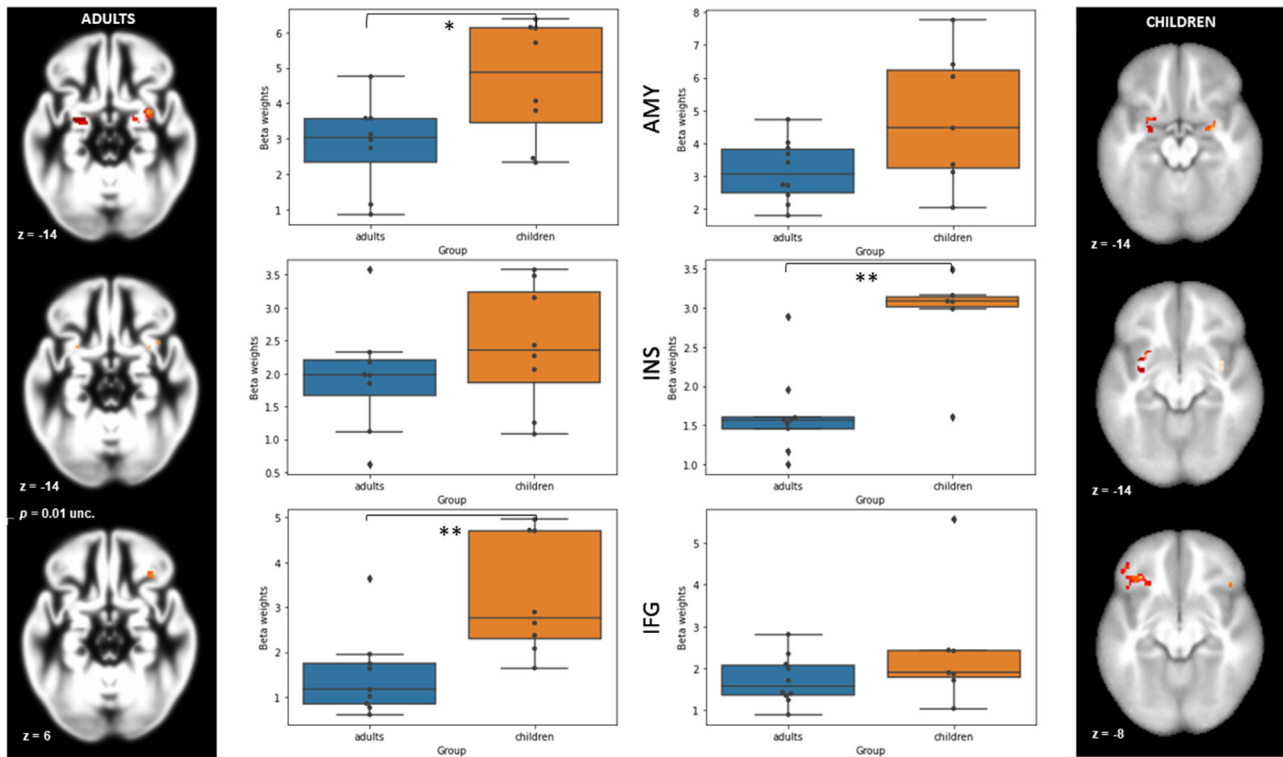 ADULTS
z = -14
z = -14
p = 0.01 unc.
z = 6
*
Beta weights
6
5
4
3
2
1
adults
children
Group
AMY
Beta weights
8
7
6
5
4
3
2
adults
children
Group
Beta weights
3.5
3.0
2.5
2.0
1.5
1.0
0.5
adults
children
Group
INS
**
Beta weights
3.5
3.0
2.5
2.0
1.5
1.0
adults
children
Group
**
Beta weights
5
4
3
2
1
adults
children
Group
IFG
Beta weights
5
4
3
2
1
adults
children
Group
CHILDREN
z = -14
z = -14
z = -8